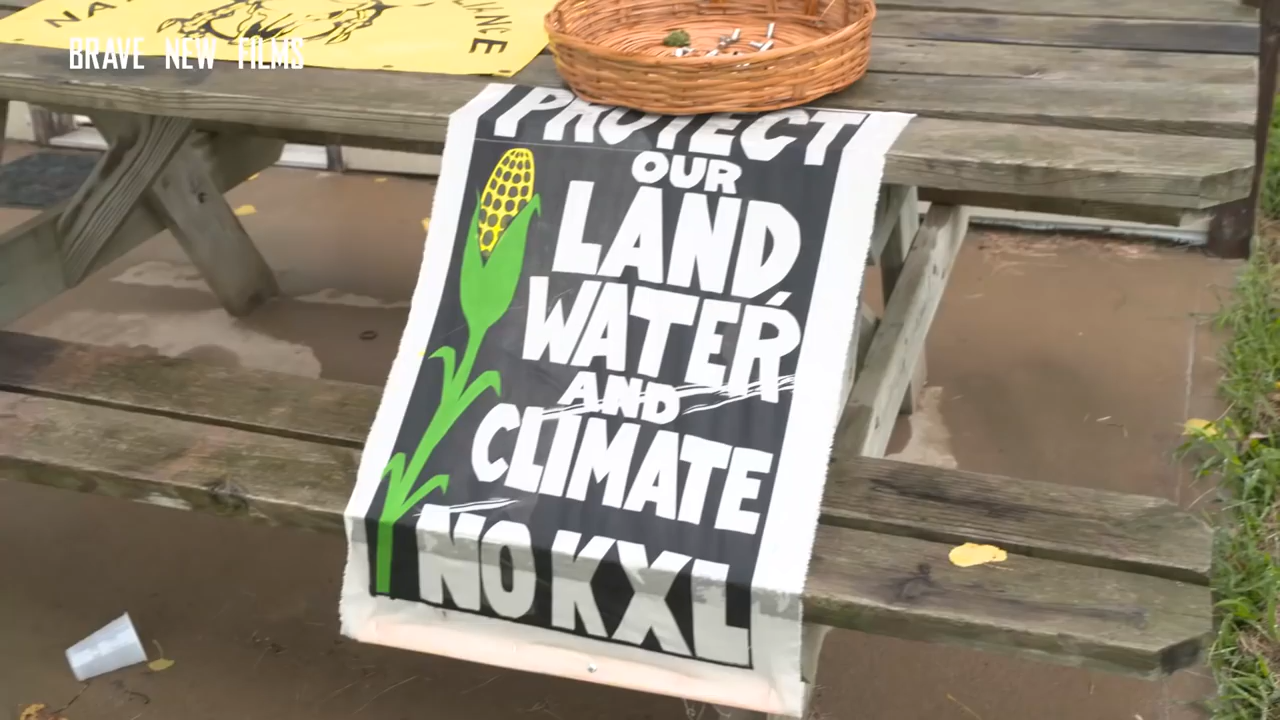 BRAVE NEW FILMS
PROTECT
OUR
LAND,
WATER
AND
CLIMATE
NO KXL